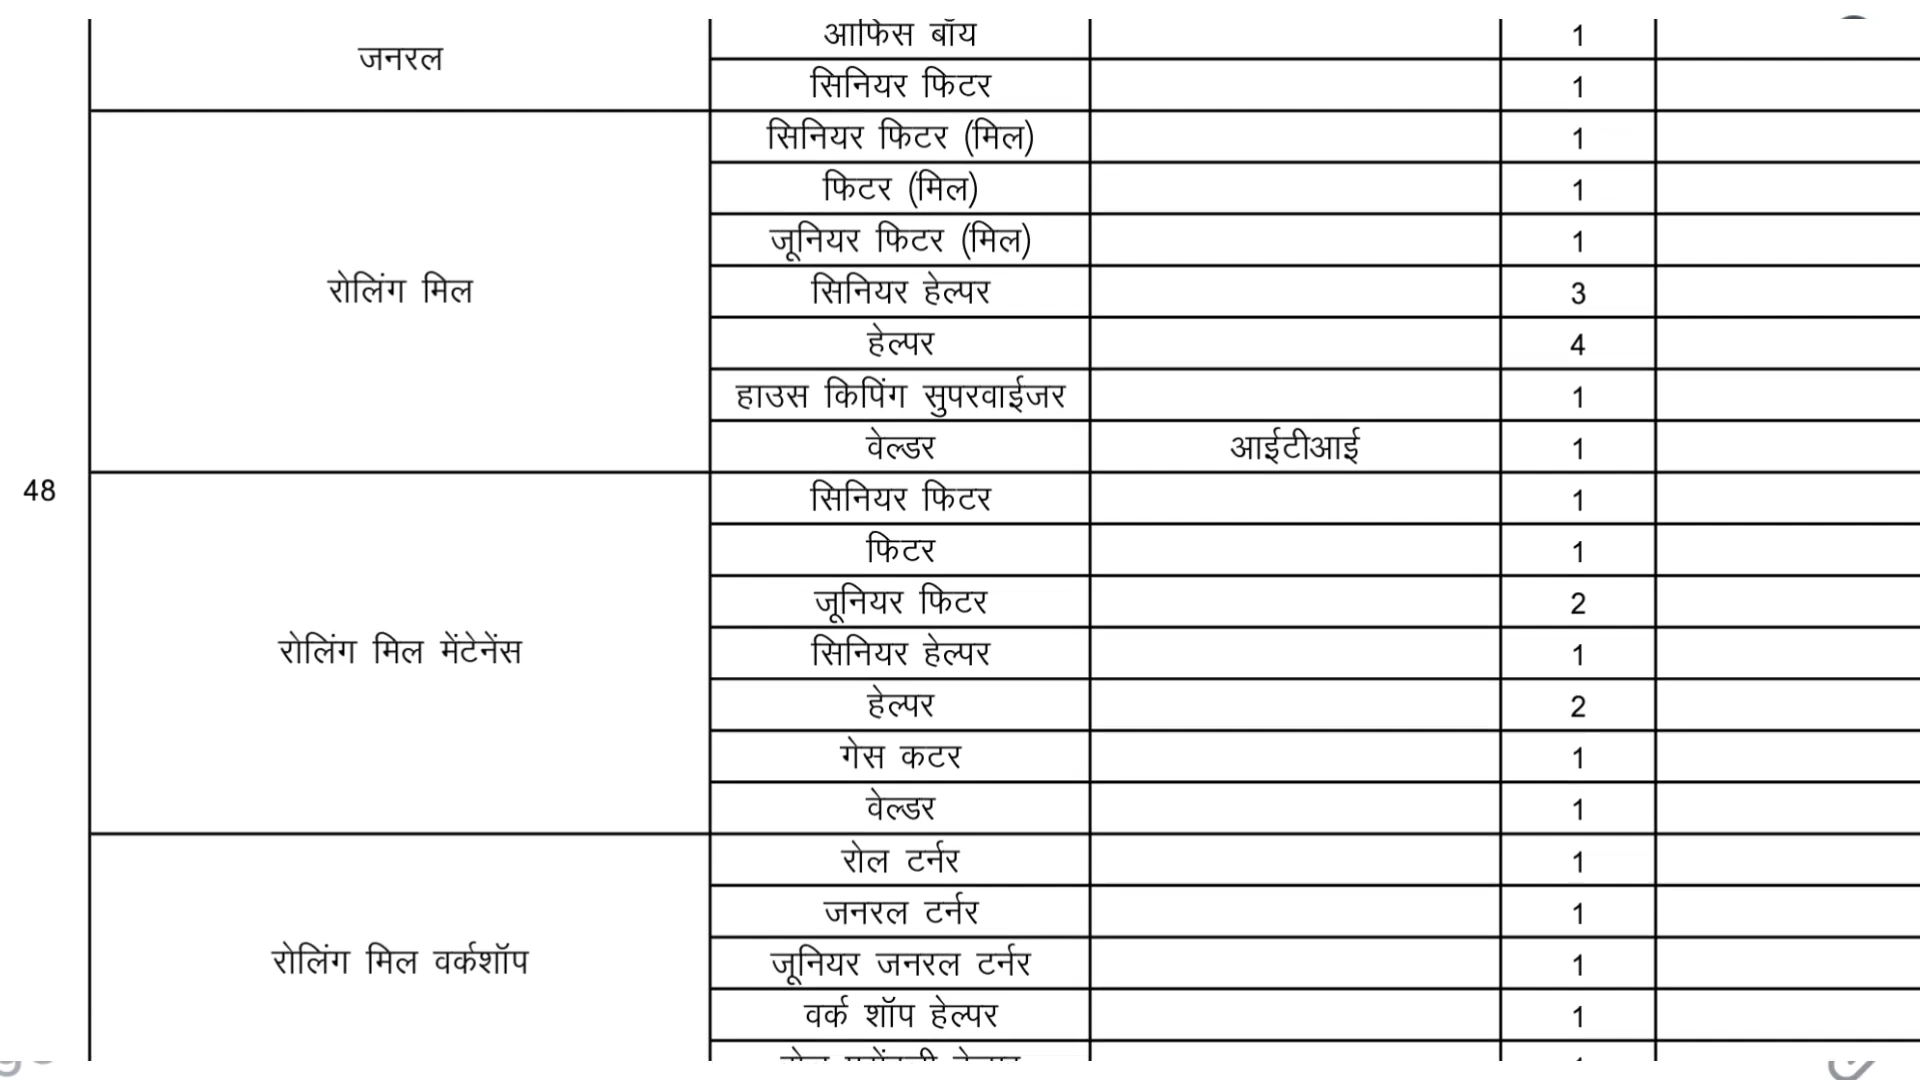 जनरल
आफिस बॉय 1
सिनियर फिटर 1
रोलिंग मिल
सिनियर फिटर (मिल) 1
फिटर (मिल) 1
जूनियर फिटर (मिल) 1
सिनियर हेल्पर 3
हेल्पर 4
हाउस किपिंग सुपरवाईजर 1
वेल्डर आईटीआई 1
48
रोलिंग मिल मेंटेनेंस
सिनियर फिटर 1
फिटर 1
जूनियर फिटर 2
सिनियर हेल्पर 1
हेल्पर 2
गेस कटर 1
वेल्डर 1
रोलिंग मिल वर्कशॉप
रोल टर्नर 1
जनरल टर्नर 1
जूनियर जनरल टर्नर 1
वर्क शॉप हेल्पर 1